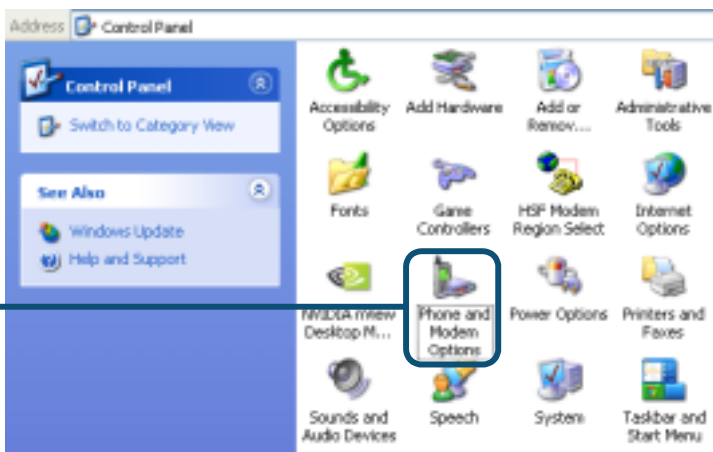 Address Control Panel
Control Panel
Switch to Category View
See Also
Windows Update
Help and Support
Accessibility
Options
Add Hardware
Add or
Remov...
Administrative
Tools
Fonts
Game
Controllers
HSF Modem
Region Select
Internet
Options
NVIDIA nView
Desktop M...
Phone and
Modem
Options
Power Options
Printers and
Faxes
Sounds and
Audio Devices
Speech
System
Taskbar and
Start Menu